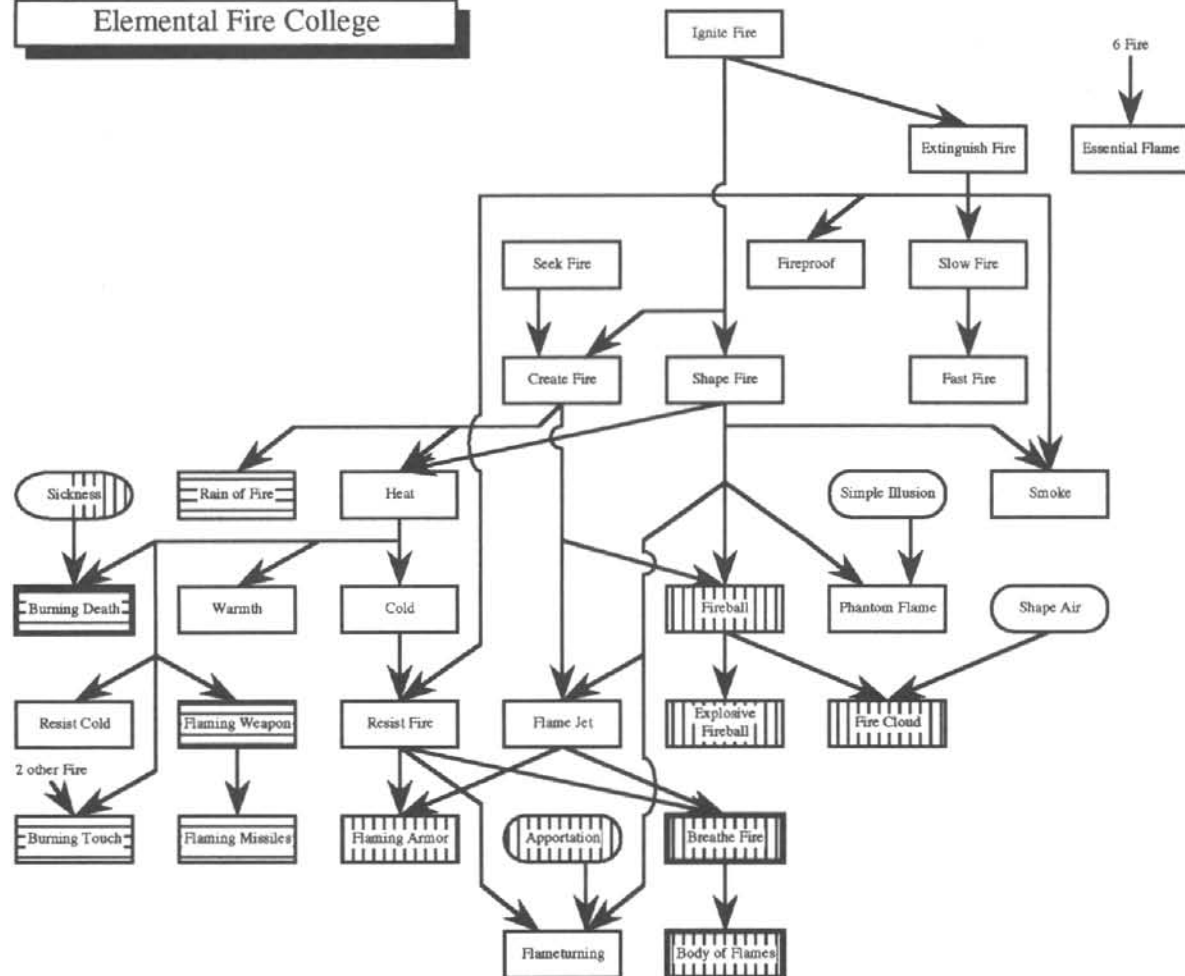 Elemental Fire College
Ignite Fire
6 Fire
Extinguish Fire
Essential Flame
Seek Fire
Fireproof
Slow Fire
Create Fire
Shape Fire
Fast Fire
Sickness
Rain of Fire
Heat
Simple Illusion
Smoke
Burning Death
Warmth
Cold
Fireball
Phantom Flame
Shape Air
Resist Cold
Flaming Weapon
Resist Fire
Flame Jet
Explosive
Fireball
Fire Cloud
2 other Fire
Burning Touch
Flaming Missiles
Flaming Armor
Apportation
Breathe Fire
Flameturning
Body of Flames